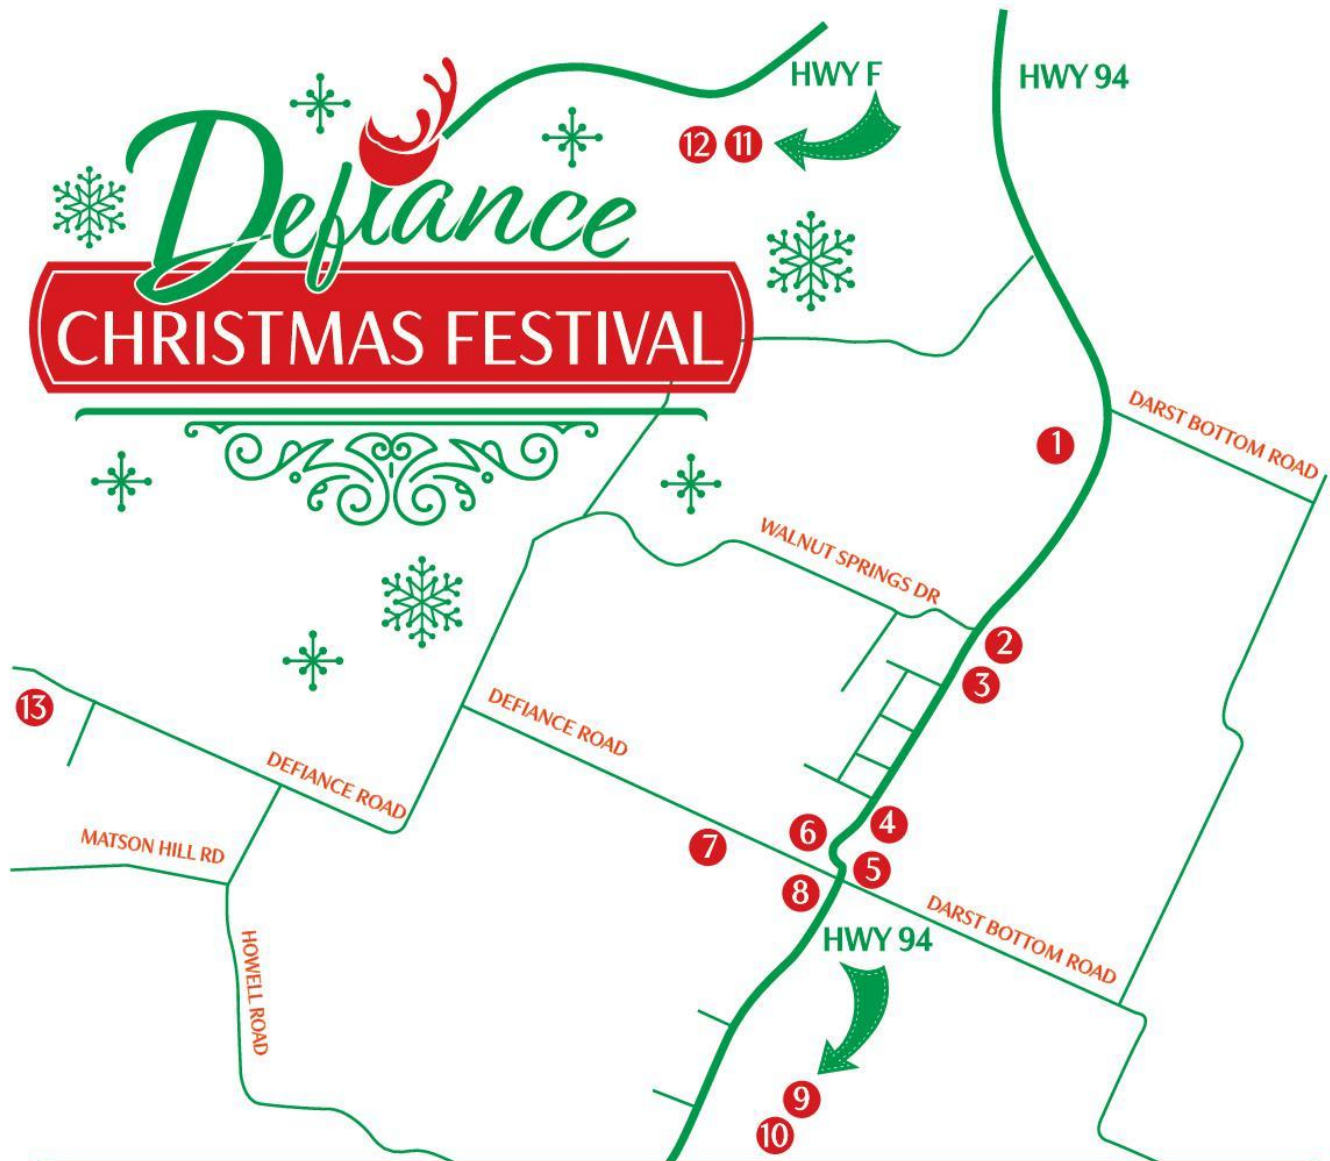 HWY F
HWY 94
12 11
Defiance
CHRISTMAS FESTIVAL
DARST BOTTOM ROAD
1
WALNUT SPRINGS DR
2
3
13
DEFIANCE ROAD
DEFIANCE ROAD
MATSON HILL RD
4
6
7
5
8
DARST BOTTOM ROAD
HWY 94
HOWELL ROAD
9
10